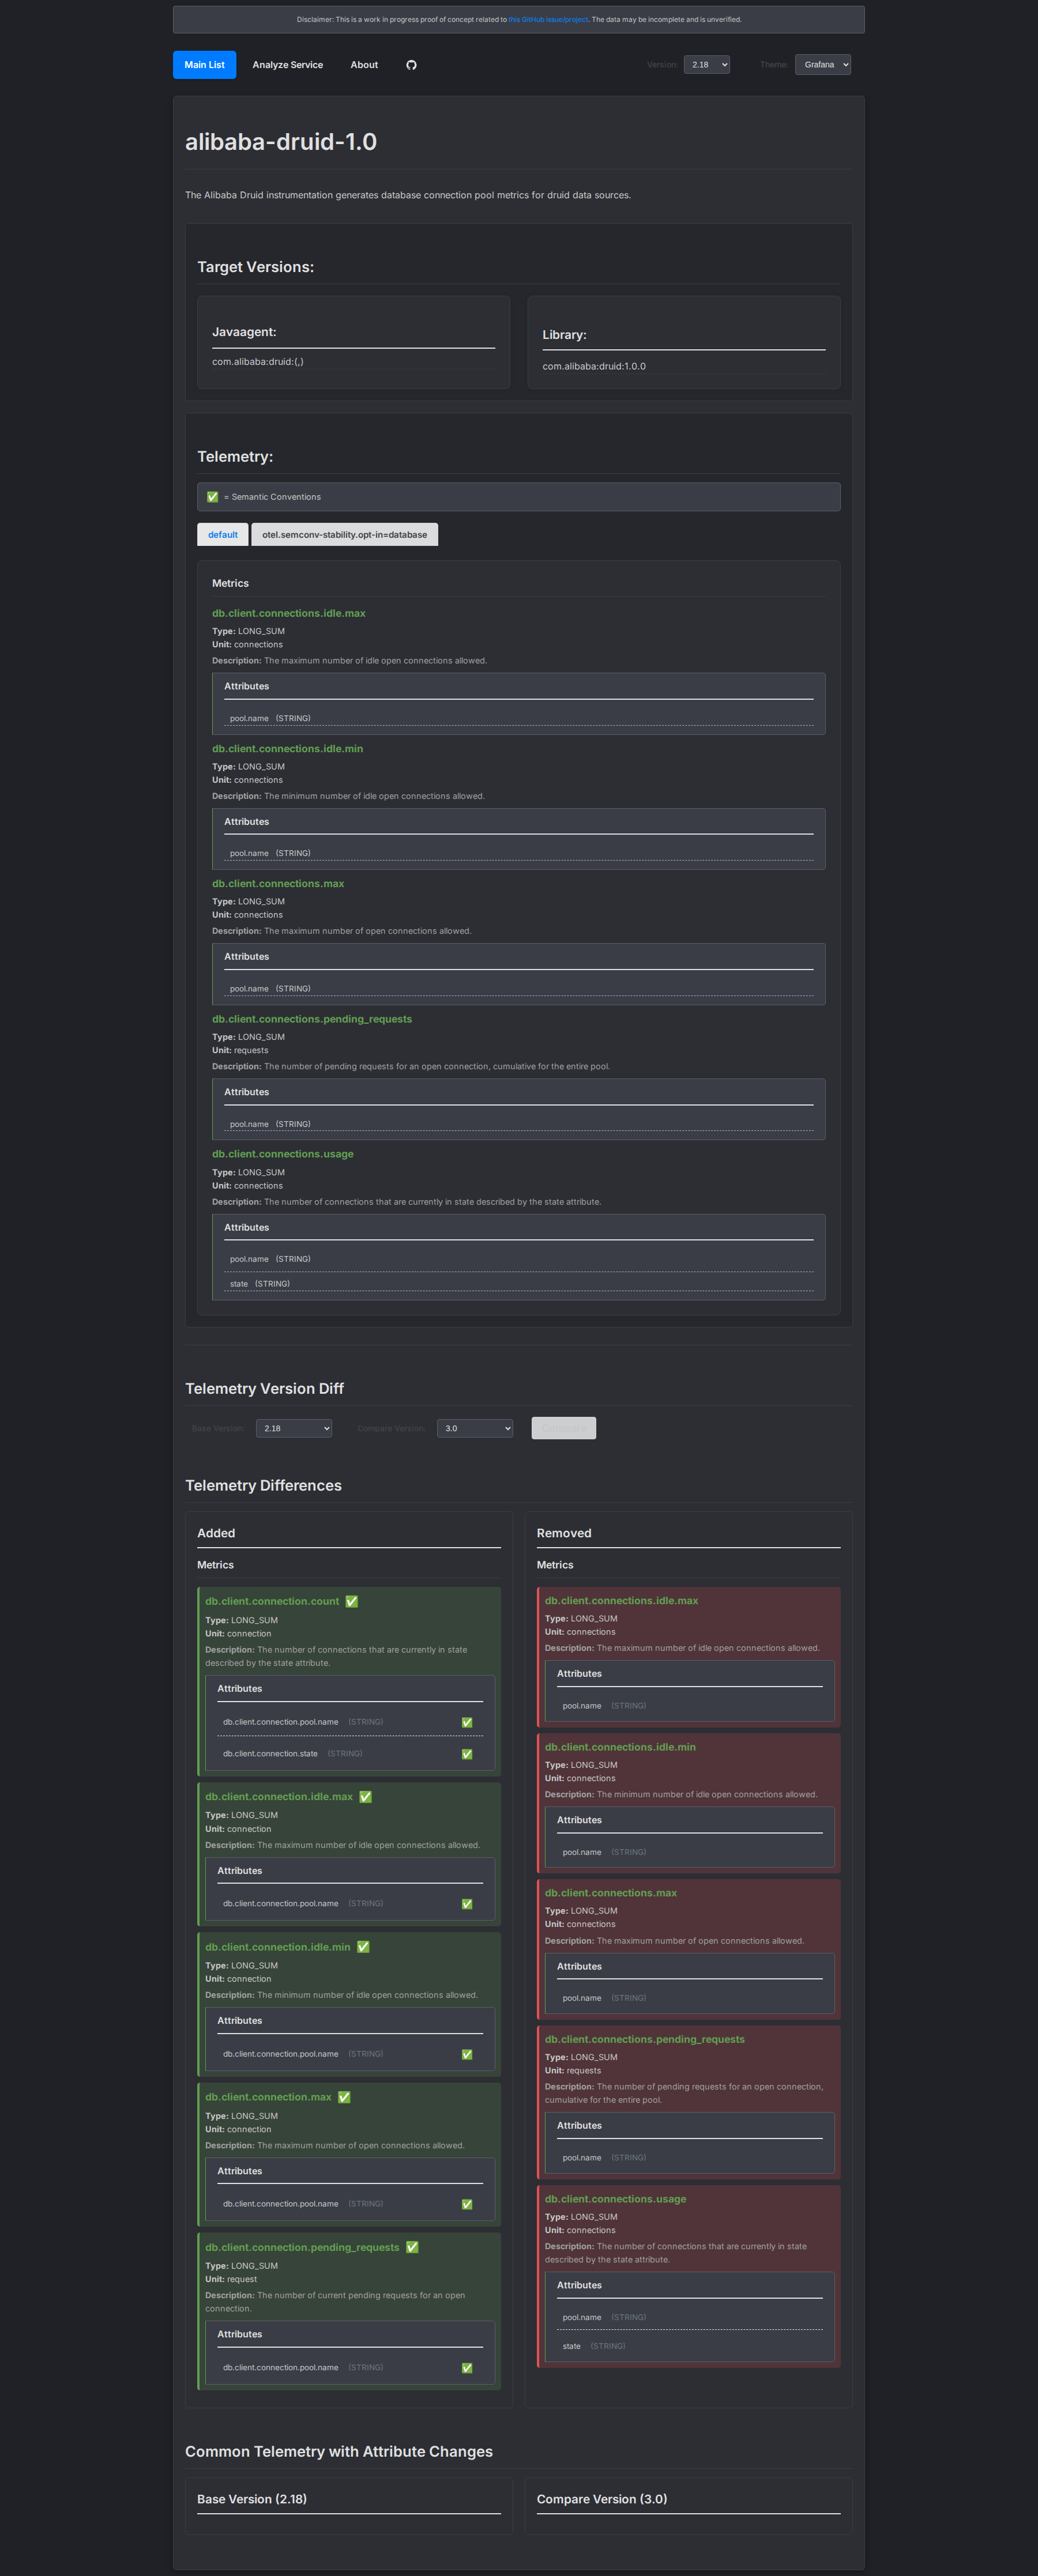 Disclaimer: This is a work in progress proof of concept related to this GitHub issue/project. The data may be incomplete and is unverified.
Main List
Analyze Service
About
Version:
2.18
Theme:
Grafana
alibaba-druid-1.0
The Alibaba Druid instrumentation generates database connection pool metrics for druid data sources.
Target Versions:
Javaagent:
com.alibaba:druid:(,)
Library:
com.alibaba:druid:1.0.0
Telemetry:
✅ = Semantic Conventions
default
otel.semconv-stability.opt-in=database
Metrics
db.client.connections.idle.max
Type: LONG_SUM
Unit: connections
Description: The maximum number of idle open connections allowed.
Attributes
pool.name (STRING)
db.client.connections.idle.min
Type: LONG_SUM
Unit: connections
Description: The minimum number of idle open connections allowed.
Attributes
pool.name (STRING)
db.client.connections.max
Type: LONG_SUM
Unit: connections
Description: The maximum number of open connections allowed.
Attributes
pool.name (STRING)
db.client.connections.pending_requests
Type: LONG_SUM
Unit: requests
Description: The number of pending requests for an open connection, cumulative for the entire pool.
Attributes
pool.name (STRING)
db.client.connections.usage
Type: LONG_SUM
Unit: connections
Description: The number of connections that are currently in state described by the state attribute.
Attributes
pool.name (STRING)
state (STRING)
Telemetry Version Diff
Base Version:
2.18
Compare Version:
3.0
Telemetry Differences
Added
Metrics
db.client.connection.count ✅
Type: LONG_SUM
Unit: connection
Description: The number of connections that are currently in state
described by the state attribute.
Attributes
db.client.connection.pool.name (STRING) ✅
db.client.connection.state (STRING) ✅
db.client.connection.idle.max ✅
Type: LONG_SUM
Unit: connection
Description: The maximum number of idle open connections allowed.
Attributes
db.client.connection.pool.name (STRING) ✅
db.client.connection.idle.min ✅
Type: LONG_SUM
Unit: connection
Description: The minimum number of idle open connections allowed.
Attributes
db.client.connection.pool.name (STRING) ✅
db.client.connection.max ✅
Type: LONG_SUM
Unit: connection
Description: The maximum number of open connections allowed.
Attributes
db.client.connection.pool.name (STRING) ✅
db.client.connection.pending_requests ✅
Type: LONG_SUM
Unit: request
Description: The number of current pending requests for an open
connection.
Attributes
db.client.connection.pool.name (STRING) ✅
Removed
Metrics
db.client.connections.idle.max
Type: LONG_SUM
Unit: connections
Description: The maximum number of idle open connections allowed.
Attributes
pool.name (STRING)
db.client.connections.idle.min
Type: LONG_SUM
Unit: connections
Description: The minimum number of idle open connections allowed.
Attributes
pool.name (STRING)
db.client.connections.max
Type: LONG_SUM
Unit: connections
Description: The maximum number of open connections allowed.
Attributes
pool.name (STRING)
db.client.connections.pending_requests
Type: LONG_SUM
Unit: requests
Description: The number of pending requests for an open connection,
cumulative for the entire pool.
Attributes
pool.name (STRING)
db.client.connections.usage
Type: LONG_SUM
Unit: connections
Description: The number of connections that are currently in state
described by the state attribute.
Attributes
pool.name (STRING)
state (STRING)
Common Telemetry with Attribute Changes
Base Version (2.18)
Compare Version (3.0)